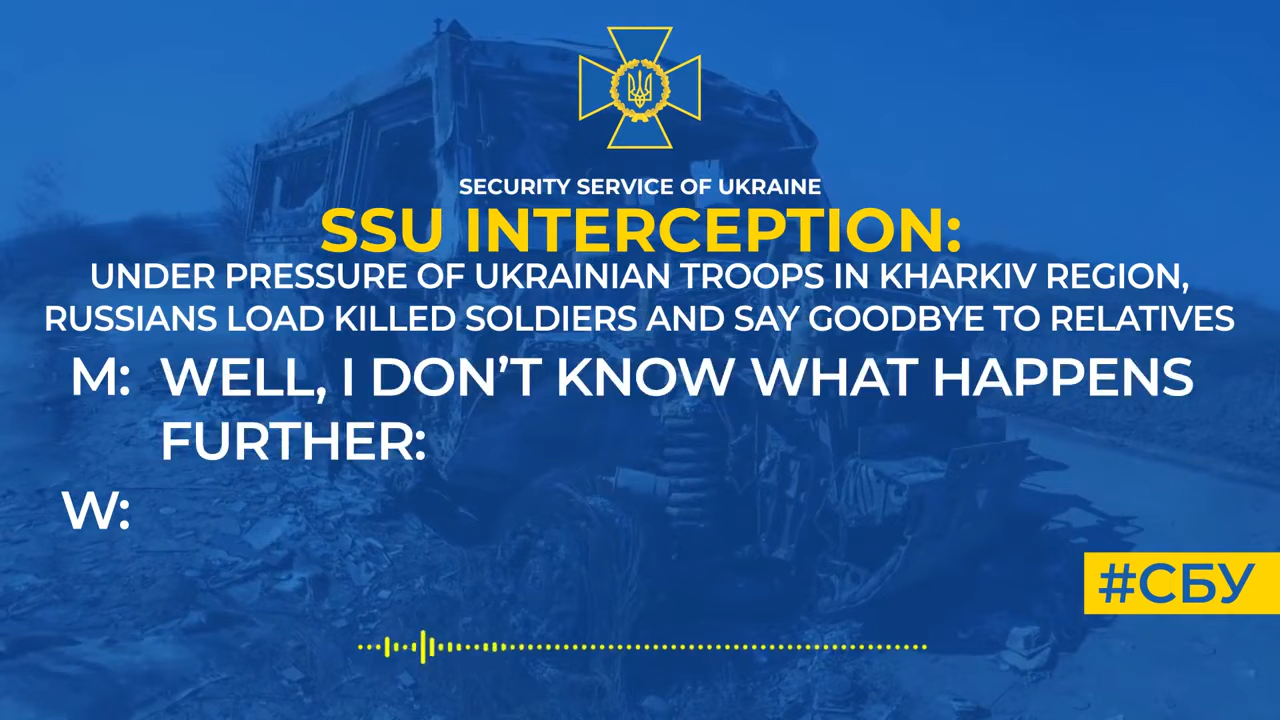 SECURITY SERVICE OF UKRAINE
SSU INTERCEPTION:
UNDER PRESSURE OF UKRAINIAN TROOPS IN KHARKIV REGION,
RUSSIANS LOAD KILLED SOLDIERS AND SAY GOODBYE TO RELATIVES
M: WELL, I DON’T KNOW WHAT HAPPENS
FURTHER:
W:
#СБУ